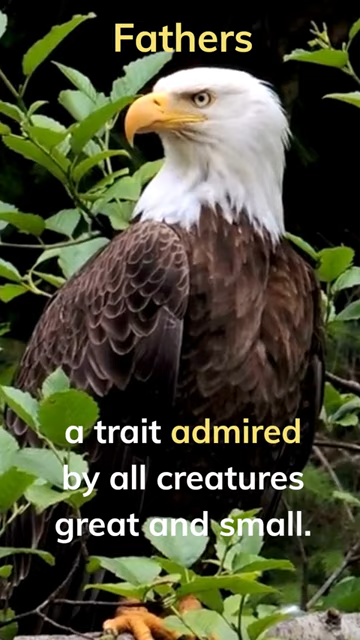 Fathers
a trait admired
by all creatures
great and small.